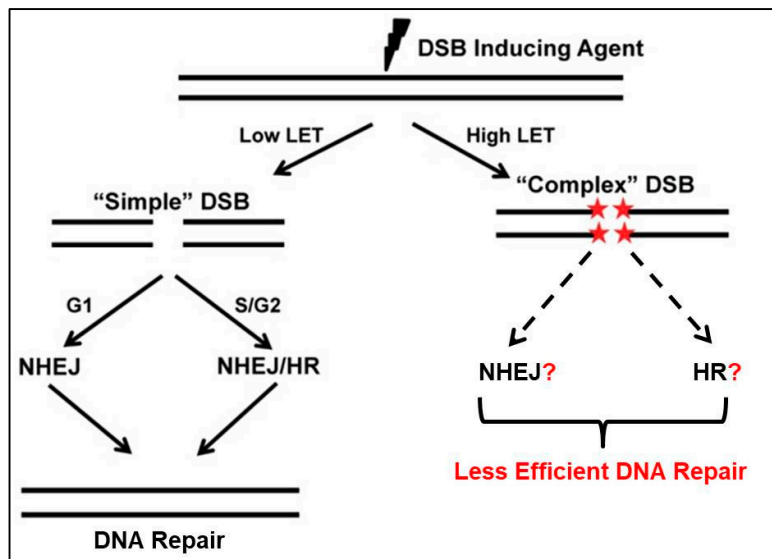 DSB Inducing Agent
Low LET
High LET
“Simple” DSB
“Complex” DSB
G1
S/G2
NHEJ
NHEJ/HR
NHEJ?
HR?
Less Efficient DNA Repair
DNA Repair